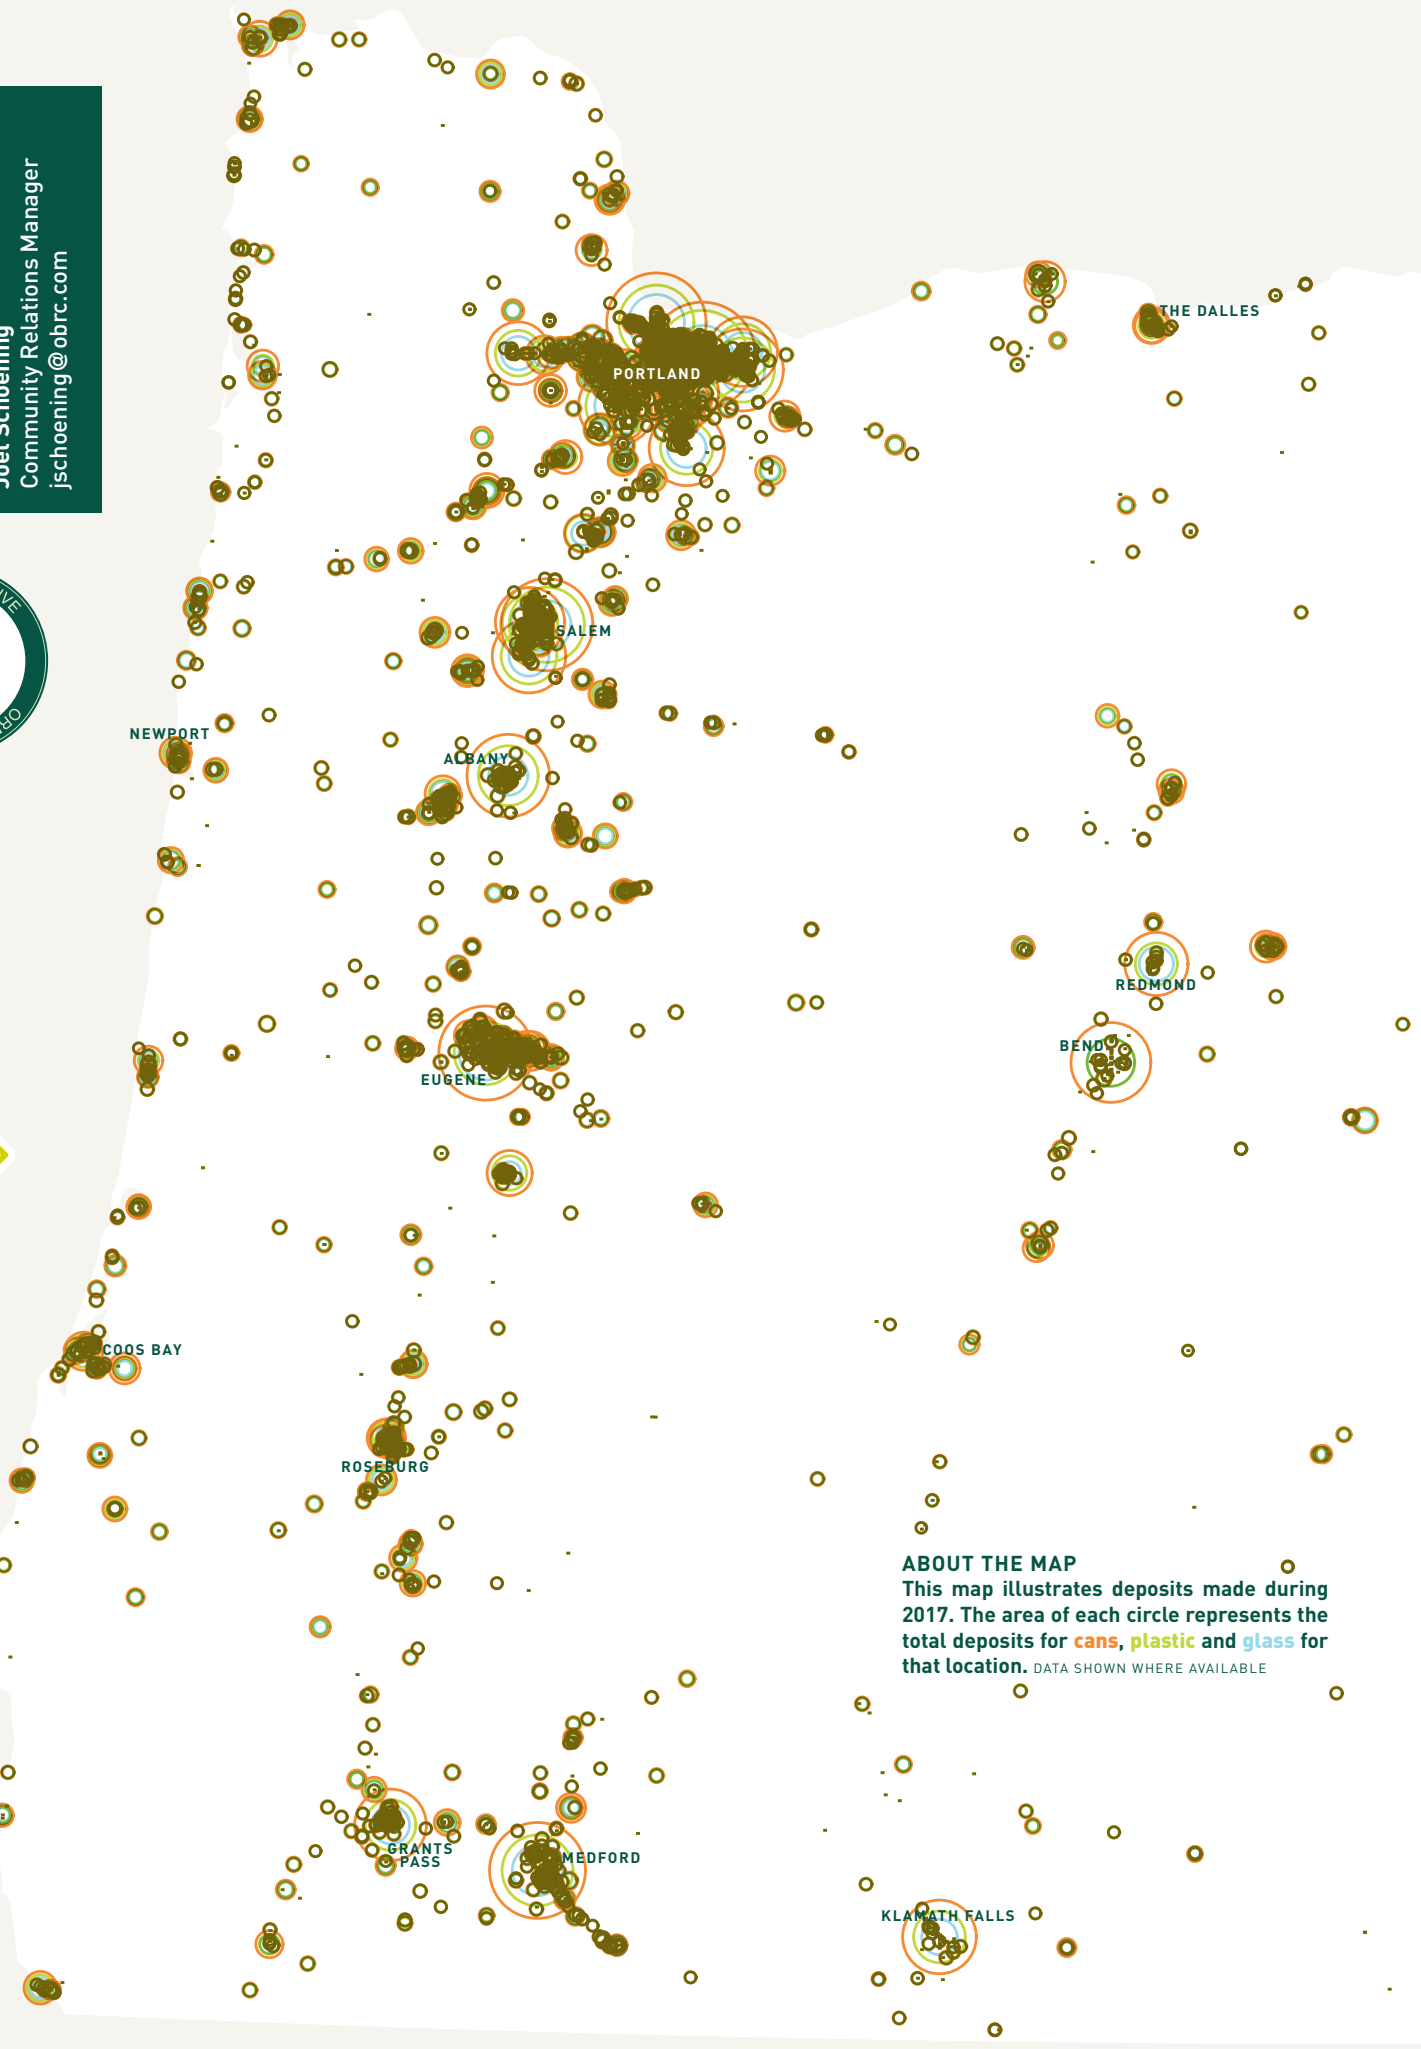 Joel Schoening
Community Relations Manager
jschoening@obrc.com
THE DALLES
PORTLAND
SALEM
NEWPORT
ALBANY
REDMOND
BEND
EUGENE
COOS BAY
ROSEBURG
ABOUT THE MAP
This map illustrates deposits made during
2017. The area of each circle represents the
total deposits for cans, plastic and glass for
that location. DATA SHOWN WHERE AVAILABLE
GRANTS
PASS
MEDFORD
KLAMATH FALLS